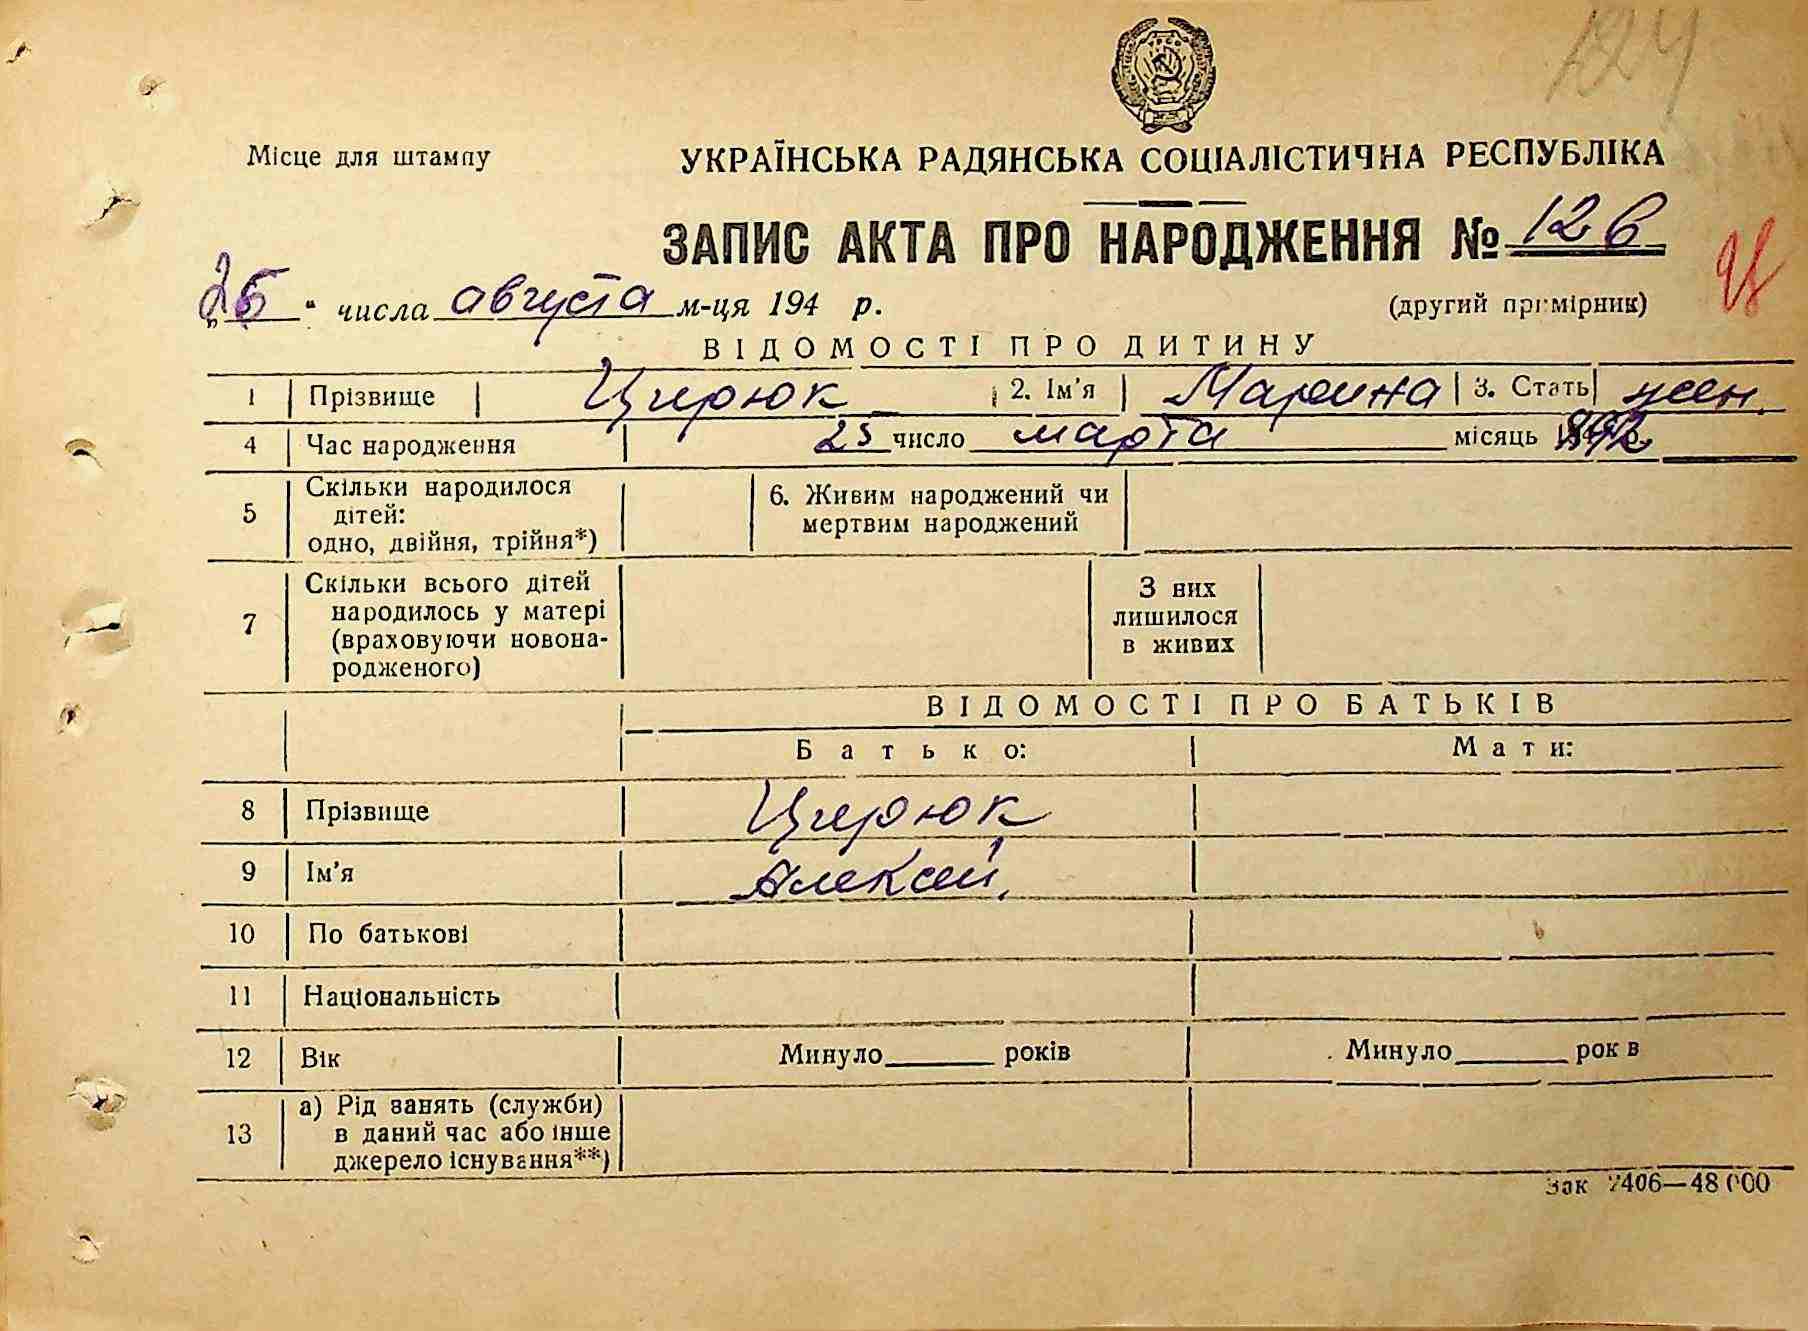 124
Місце для штампу
УКРАЇНСЬКА РАДЯНСЬКА СОЦІАЛІСТИЧНА РЕСПУБЛІКА
ЗАПИС АКТА ПРО НАРОДЖЕННЯ № 126
„25" числа августа м-ця 194 р.
(другий примірник)
ВІДОМОСТІ ПРО ДИТИНУ
1 Прізвище Цирюк 2. Ім'я Марина 3. Стать жен.
4 Час народження 25 число марта місяць
5 Скільки народилося дітей: одно, двійня, трійня*) 6. Живим народжений чи мертвим народжений
7 Скільки всього дітей народилось у матері (враховуючи новонародженого) З них лишилося в живих
ВІДОМОСТІ ПРО БАТЬКІВ
Батько: Мати:
8 Прізвище Цирюк
9 Ім'я Алексей.
10 По батькові
11 Національність
12 Вік Минуло років Минуло рок в
13 а) Рід занять (служби) в даний час або інше джерело існування**)
Зак 2406—48 000